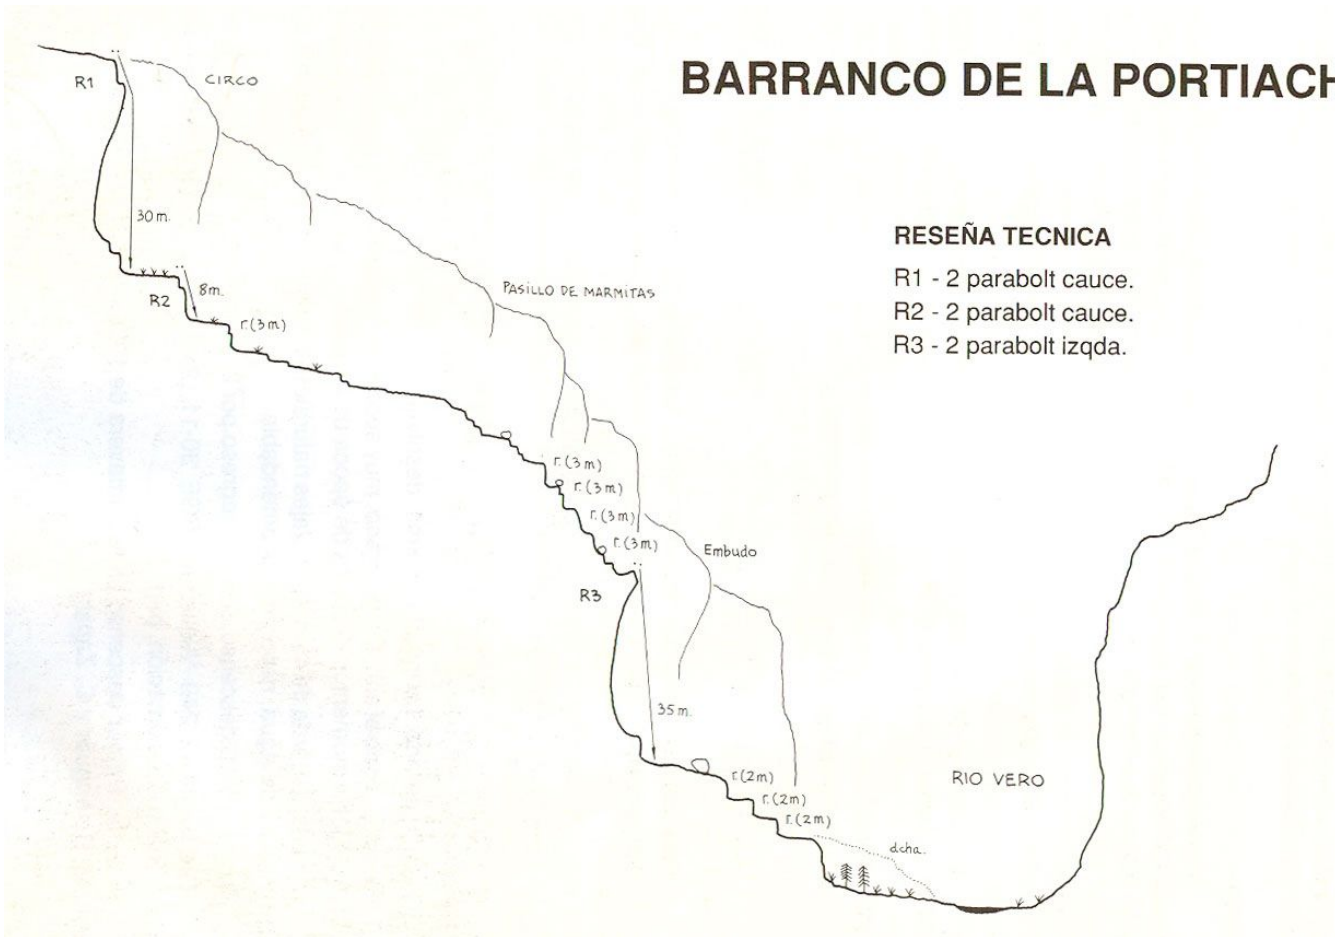 BARRANCO DE LA PORTIACH
R1
CIRCO
30 m.
RESEÑA TECNICA
R1 - 2 parabolt cauce.
R2 - 2 parabolt cauce.
R3 - 2 parabolt izqda.
R2
8m.
r.(3m)
PASILLO DE MARMITAS
r.(3m)
r.(3m)
r.(3m)
r.(3m)
Embudo
R3
35 m.
r.(2m)
r.(2m)
r.(2m)
RIO VERO
dcha.